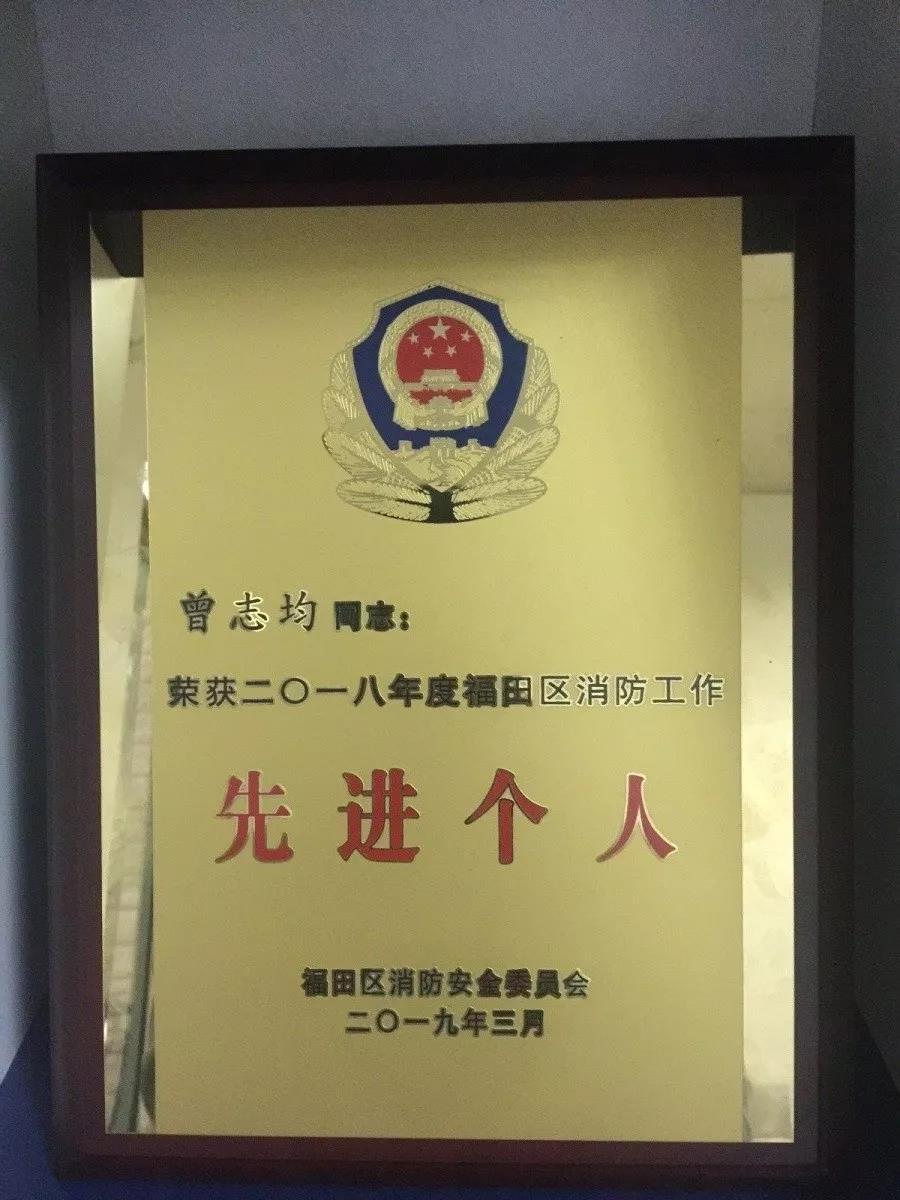 曾志均 同志:
荣获二〇一八年度福田区消防工作
先进个人
福田区消防安全委员会
二〇一九年三月